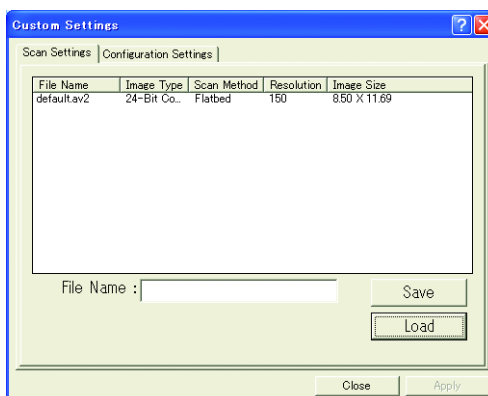 Custom Settings
Scan Settings Configuration Settings
File Name Image Type Scan Method Resolution Image Size
default.av2 24-Bit Co... Flatbed 150 8.50 X 11.69
File Name :
Save
Load
Close Apply